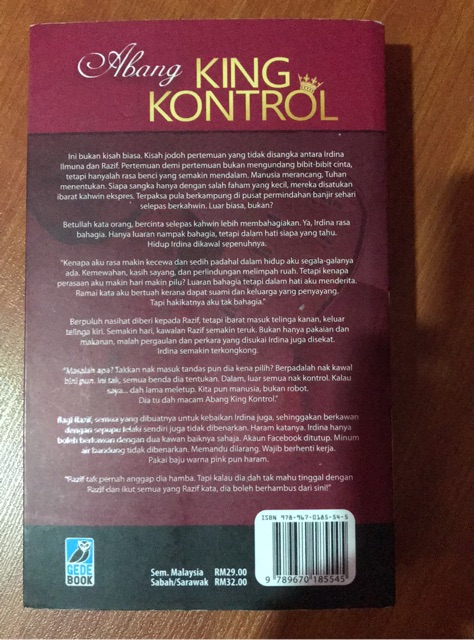 Abang KING
KONTROL
Ini bukan kisah biasa. Kisah jodoh pertemuan yang tidak disangka antara Irdina
Ilmuna dan Razif. Pertemuan demi pertemuan bukan mengundang bibit-bibit cinta,
tetapi hanyalah rasa benci yang semakin mendalam. Manusia merancang, Tuhan
menentukan. Siapa sangka hanya dengan salah faham yang kecil, mereka disatukan
ibarat kahwin ekspres. Terpaksa pula berkampung di pusat permindahan banjir sehari
selepas berkahwin. Luar biasa, bukan?
Betullah kata orang, bercinta selepas kahwin lebih membahagiakan. Ya, Irdina rasa
bahagia. Hanya luaran nampak bahagia, tetapi dalam hati siapa yang tahu.
Hidup Irdina dikawal sepenuhnya.
"Kenapa aku rasa makin kecewa dan sedih padahal dalam hidup aku segala-galanya
ada. Kemewahan, kasih sayang, dan perlindungan melimpah ruah. Tetapi kenapa
perasaan aku makin hari makin pilu? Luaran bahagia tetapi dalam hati aku menderita.
Ramai kata aku bertuah kerana dapat suami dan keluarga yang penyayang.
Tapi hakikatnya aku tak bahagia."
Berpuluh nasihat diberi kepada Razif, tetapi ibarat masuk telinga kanan, keluar
telinga kiri. Semakin hari, kawalan Razif semakin teruk. Bukan hanya pakaian dan
makanan, malah pergaulan dan perkara yang disukai Irdina juga disekat.
Irdina semakin terkongkong.
"Masalah apa? Takkan nak masuk tandas pun dia kena pilih? Berpadalah nak kawal
bini pun. Ini tak, semua benda dia tentukan. Dalam, luar semua nak kontrol. Kalau
saya... dah lama meletup. Kita pun manusia, bukan robot.
Dia tu dah macam Abang King Kontrol."
Bagi Razif, semua yang dibuatnya untuk kebaikan Irdina juga, sehinggakan berkawan
dengan sepupu lelaki sendiri juga tidak dibenarkan. Haram katanya. Irdina hanya
boleh berkawan dengan dua kawan baiknya sahaja. Akaun Facebook ditutup. Minum
air bandung tidak dibenarkan. Memandu dilarang. Wajib berhenti kerja.
Pakai baju warna pink pun haram.
"Razif tak pernah anggap dia hamba. Tapi kalau dia dah tak mahu tinggal dengan
Razif dan ikut semua yang Razif kata, dia boleh berhambus dari sini!"
ISBN 978-967-0185-54-5
9 789670 185545
GEDE
BOOK
Sem. Malaysia RM29.00
Sabah/Sarawak RM32.00